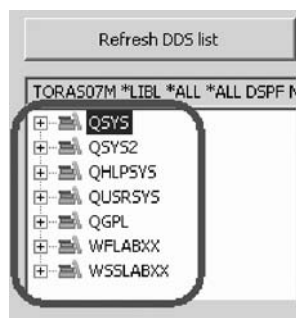 Refresh DDS list
TORAS07M *LIBL *ALL *ALL DSPF
QSYS
QSYS2
QHLPSYS
QUSRSYS
QGPL
WFLABXX
WSSLABXX